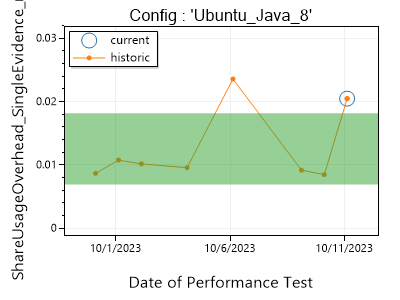 Config : 'Ubuntu_Java_8'
ShareUsageOverhead_SingleEvidence_
current
historic
0.03
0.02
0.01
0
10/1/2023
10/6/2023
10/11/2023
Date of Performance Test